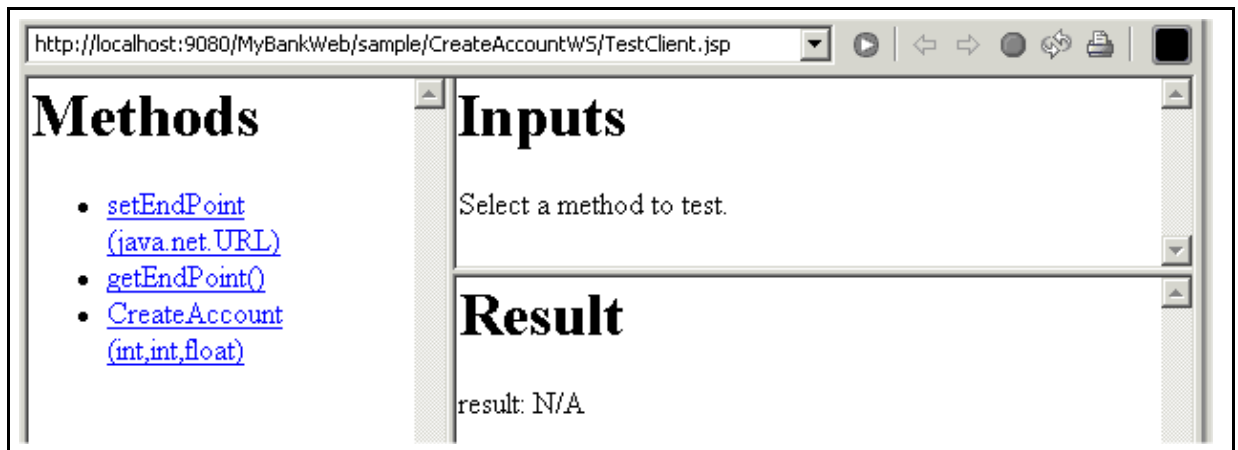 http://localhost:9080/MyBankWeb/sample/CreateAccountWS/TestClient.jsp
Methods
setEndPoint
(java.net.URL)
getEndPoint()
CreateAccount
(int,int,float)
Inputs
Select a method to test.
Result
result: N/A